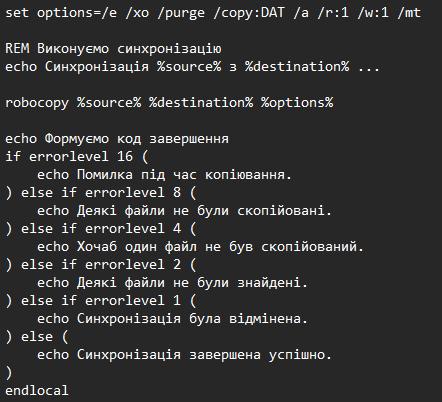 set options=/e /xo /purge /copy:DAT /a /r:1 /w:1 /mt
REM Виконуємо синхронізацію
echo Синхронізація %source% з %destination% ...
robocopy %source% %destination% %options%
echo Формуємо код завершення
if errorlevel 16 (
echo Помилка під час копіювання.
) else if errorlevel 8 (
echo Деякі файли не були скопійовані.
) else if errorlevel 4 (
echo Хочаб один файл не був скопійований.
) else if errorlevel 2 (
echo Деякі файли не були знайдені.
) else if errorlevel 1 (
echo Синхронізація була відмінена.
) else (
echo Синхронізація завершена успішно.
)
endlocal